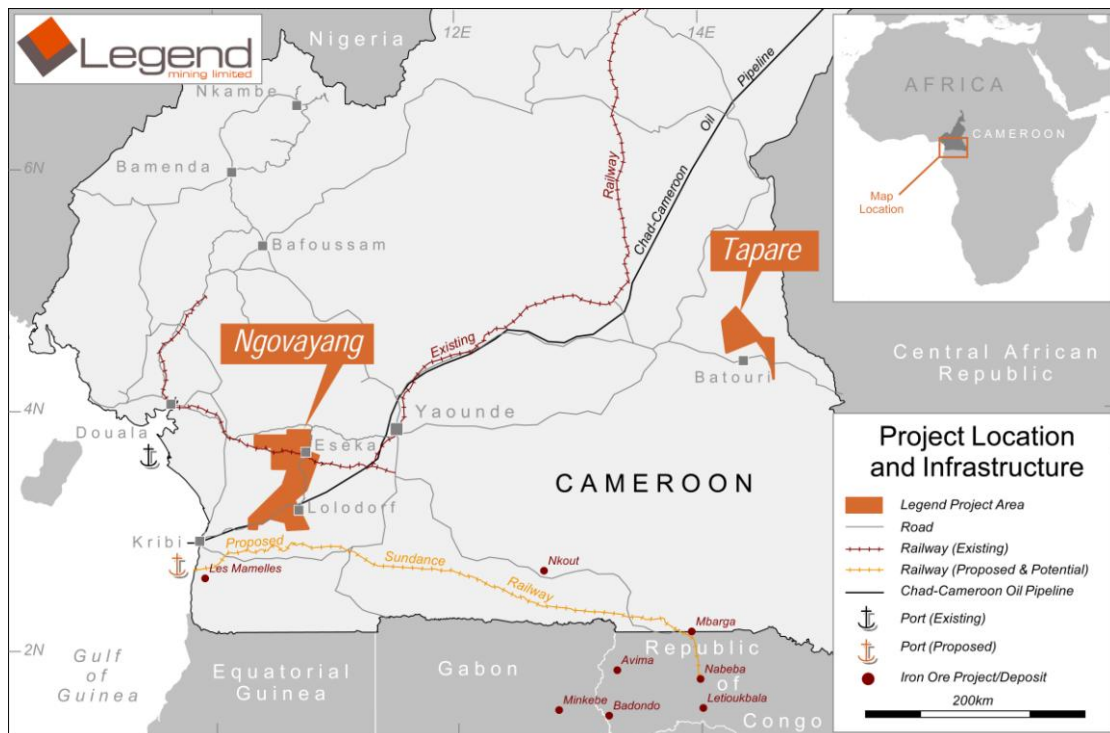 Legend
mining limited
Nigeria
12E
14E
Nkambe
Bamenda
6N
Bafoussam
Railway
Chad-Cameroon Oil Pipeline
Tapare
Ngovayang
Existing
Batouri
Central African
Republic
4N
Douala
Yaounde
Eseka
CAMEROON
Lolodorf
Kribi
Proposed Sundance Railway
Les Mamelles
Nkout
Mbarga
2N
Gulf
of
Guinea
Equatorial
Guinea
Gabon
Republic
of
Congo
Avima
Nabeba
Minkebe
Badondo
Letioukbala
AFRICA
CAMEROON
Map
Location
Project Location
and Infrastructure
Legend Project Area
Road
Railway (Existing)
Railway (Proposed & Potential)
Chad-Cameroon Oil Pipeline
Port (Existing)
Port (Proposed)
Iron Ore Project/Deposit
200km